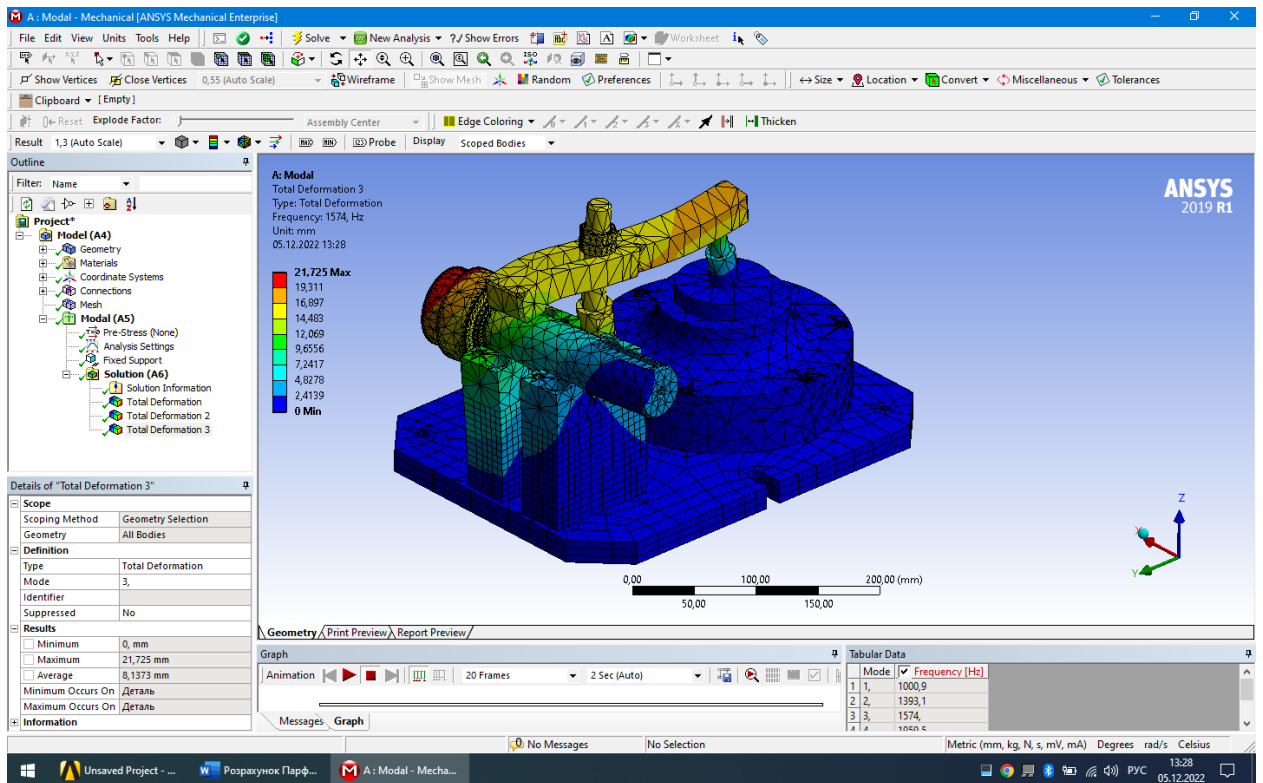 A : Modal - Mechanical [ANSYS Mechanical Enterprise]
File Edit View Units Tools Help Solve New Analysis ?/ Show Errors Worksheet
Show Vertices Close Vertices 0,55 (Auto Scale) Wireframe Show Mesh Random Preferences Size Location Convert Miscellaneous Tolerances
Clipboard [Empty]
Reset Explode Factor: Assembly Center Edge Coloring Thicken
Result 1,3 (Auto Scale) MAX MIN Probe Display Scoped Bodies
Outline
Filter: Name
Project*
Model (A4)
Geometry
Materials
Coordinate Systems
Connections
Mesh
Modal (A5)
Pre-Stress (None)
Analysis Settings
Fixed Support
Solution (A6)
Solution Information
Total Deformation
Total Deformation 2
Total Deformation 3
A: Modal
Total Deformation 3
Type: Total Deformation
Frequency: 1574, Hz
Unit: mm
05.12.2022 13:28
21,725 Max
19,311
16,897
14,483
12,069
9,6556
7,2417
4,8278
2,4139
0 Min
ANSYS
2019 R1
Z
X
Y
0,00 100,00 200,00 (mm)
50,00 150,00
Details of "Total Deformation 3"
Scope
Scoping Method Geometry Selection
Geometry All Bodies
Definition
Type Total Deformation
Mode 3,
Identifier
Suppressed No
Results
Minimum 0, mm
Maximum 21,725 mm
Average 8,1373 mm
Minimum Occurs On Деталь
Maximum Occurs On Деталь
Information
Geometry Print Preview Report Preview
Graph
Animation 20 Frames 2 Sec (Auto)
Messages Graph
Tabular Data
Mode Frequency [Hz]
1 1, 1000,9
2 2, 1393,1
3 3, 1574,
No Messages No Selection Metric (mm, kg, N, s, mV, mA) Degrees rad/s Celsius
Unsaved Project - ... Розрахунок Парф... A : Modal - Mecha... РУС 13:28
05.12.2022